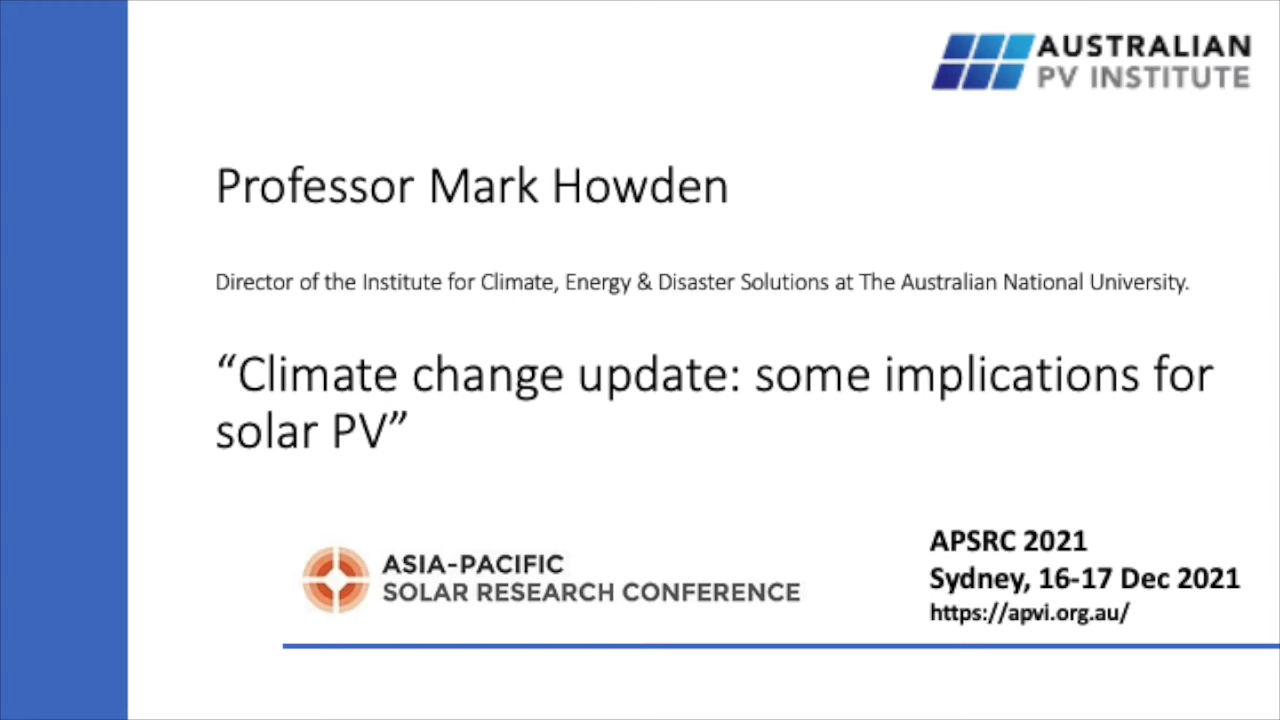 AUSTRALIAN
PV INSTITUTE
Professor Mark Howden
Director of the Institute for Climate, Energy & Disaster Solutions at The Australian National University.
“Climate change update: some implications for
solar PV”
ASIA-PACIFIC
SOLAR RESEARCH CONFERENCE
APSRC 2021
Sydney, 16-17 Dec 2021
https://apvi.org.au/